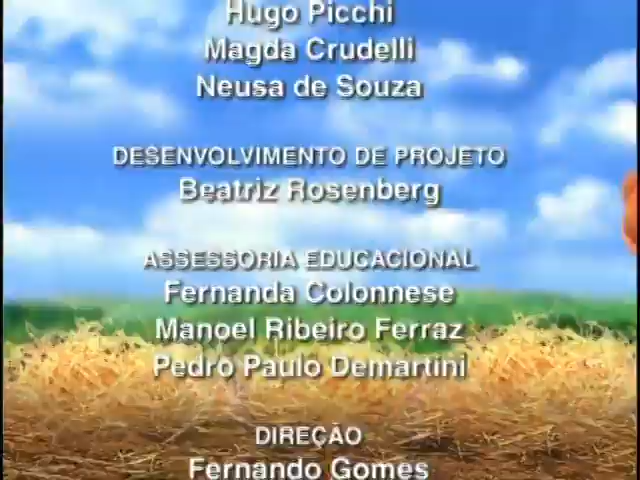 Hugo Picchi
Magda Crudelli
Neusa de Souza
DESENVOLVIMENTO DE PROJETO
Beatriz Rosenberg
ASSESSORIA EDUCACIONAL
Fernanda Colonnese
Manoel Ribeiro Ferraz
Pedro Paulo Demartini
DIREÇÃO
Fernando Gomes